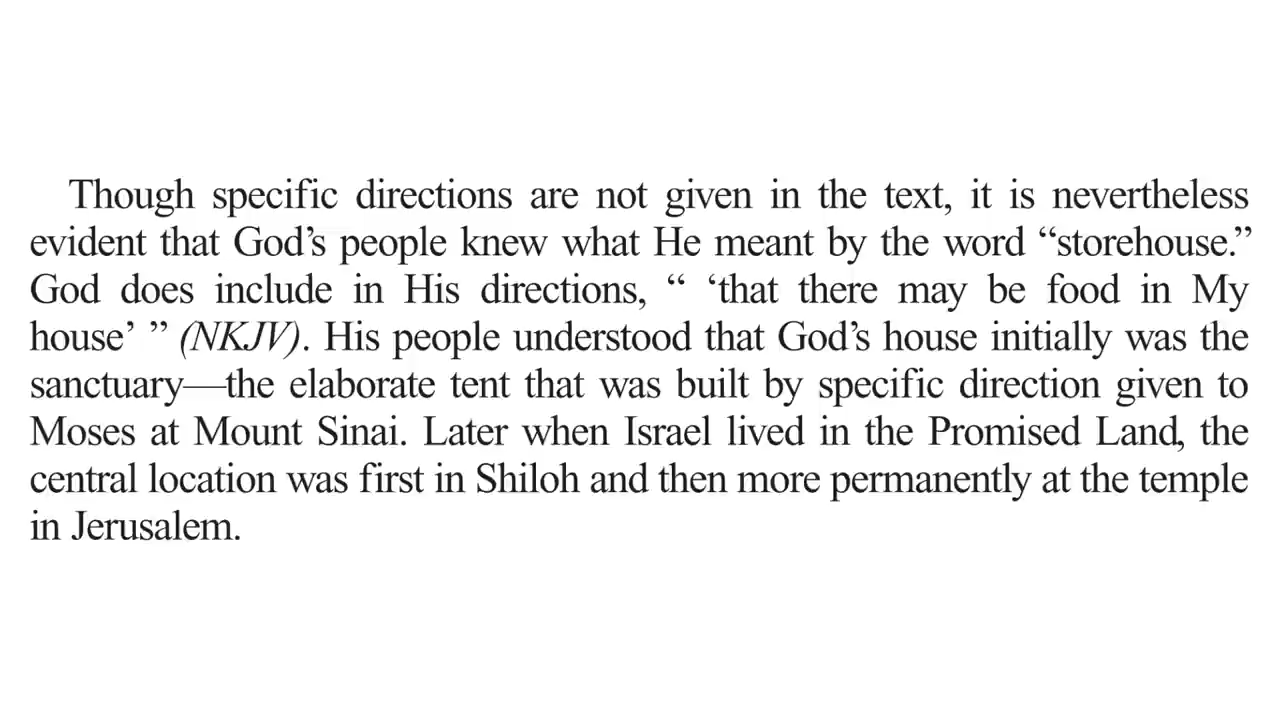 Though specific directions are not given in the text, it is nevertheless
evident that God’s people knew what He meant by the word “storehouse.”
God does include in His directions, “ ‘that there may be food in My
house’ ” (NKJV). His people understood that God’s house initially was the
sanctuary—the elaborate tent that was built by specific direction given to
Moses at Mount Sinai. Later when Israel lived in the Promised Land, the
central location was first in Shiloh and then more permanently at the temple
in Jerusalem.